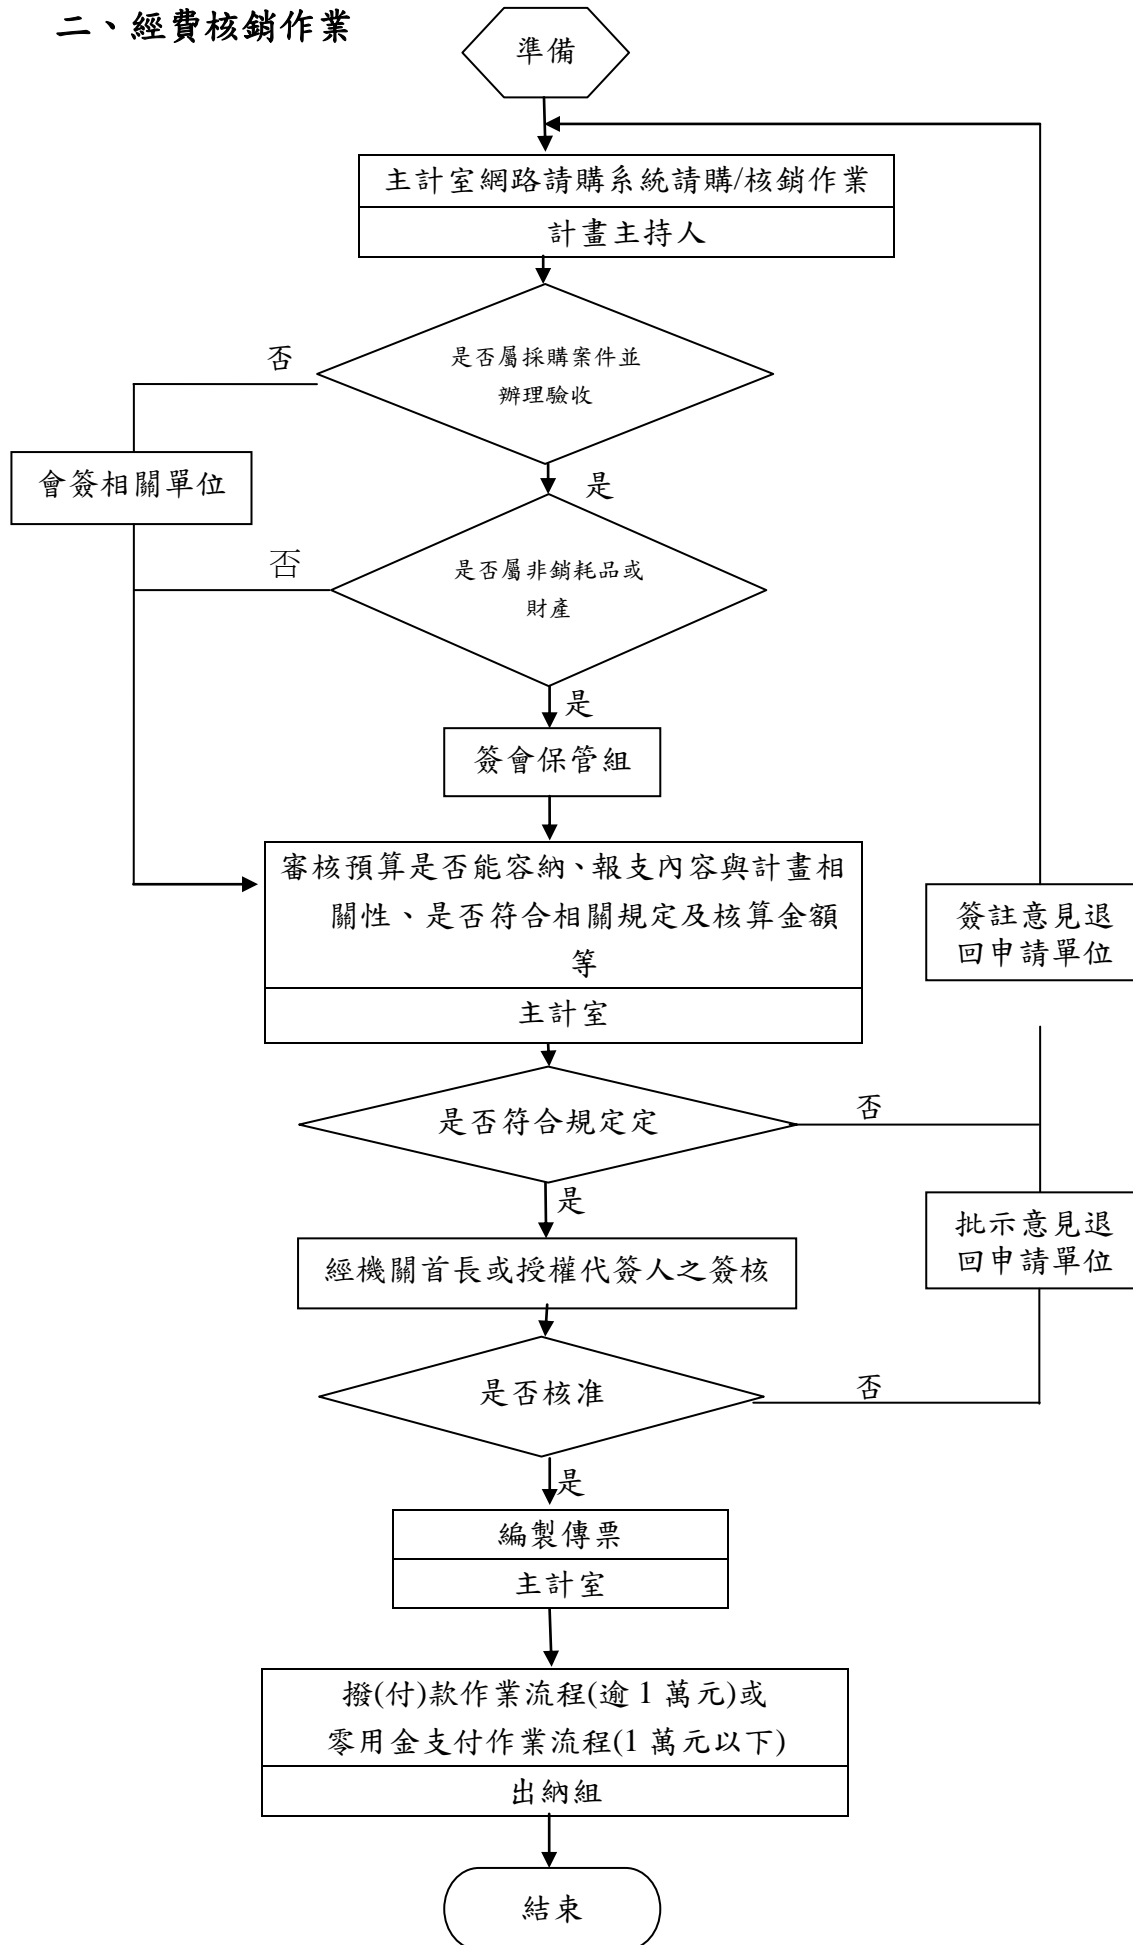 二、經費核銷作業
準備
主計室網路請購系統請購/核銷作業
計畫主持人
否
是否屬採購案件並
辦理驗收
會簽相關單位
是
否
是否屬非銷耗品或
財產
是
簽會保管組
審核預算是否能容納、報支內容與計畫相
關性、是否符合相關規定及核算金額
等
主計室
簽註意見退
回申請單位
是否符合規定定
否
是
經機關首長或授權代簽人之簽核
批示意見退
回申請單位
是否核准
否
是
編製傳票
主計室
撥(付)款作業流程(逾 1 萬元)或
零用金支付作業流程(1 萬元以下)
出納組
結束